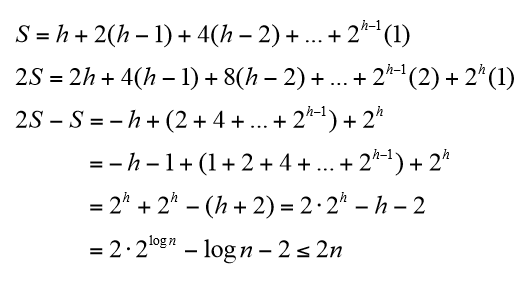 S = h + 2(h − 1) + 4(h − 2) + ... + 2^{h−1}(1)
2S = 2h + 4(h − 1) + 8(h − 2) + ... + 2^{h−1}(2) + 2^{h}(1)
2S − S = −h + (2 + 4 + ... + 2^{h−1}) + 2^{h}
= −h − 1 + (1 + 2 + 4 + ... + 2^{h−1}) + 2^{h}
= 2^{h} + 2^{h} − (h + 2) = 2 · 2^{h} − h − 2
= 2 · 2^{log n} − log n − 2 ≤ 2n